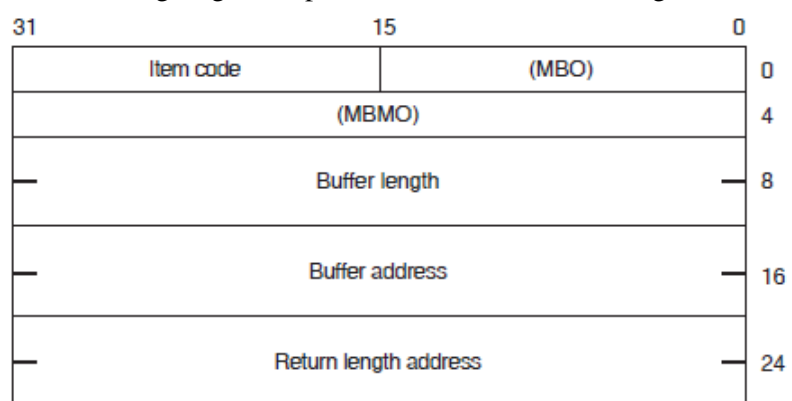 31 15 0
Item code (MBO) 0
(MBMO) 4
Buffer length 8
Buffer address 16
Return length address 24